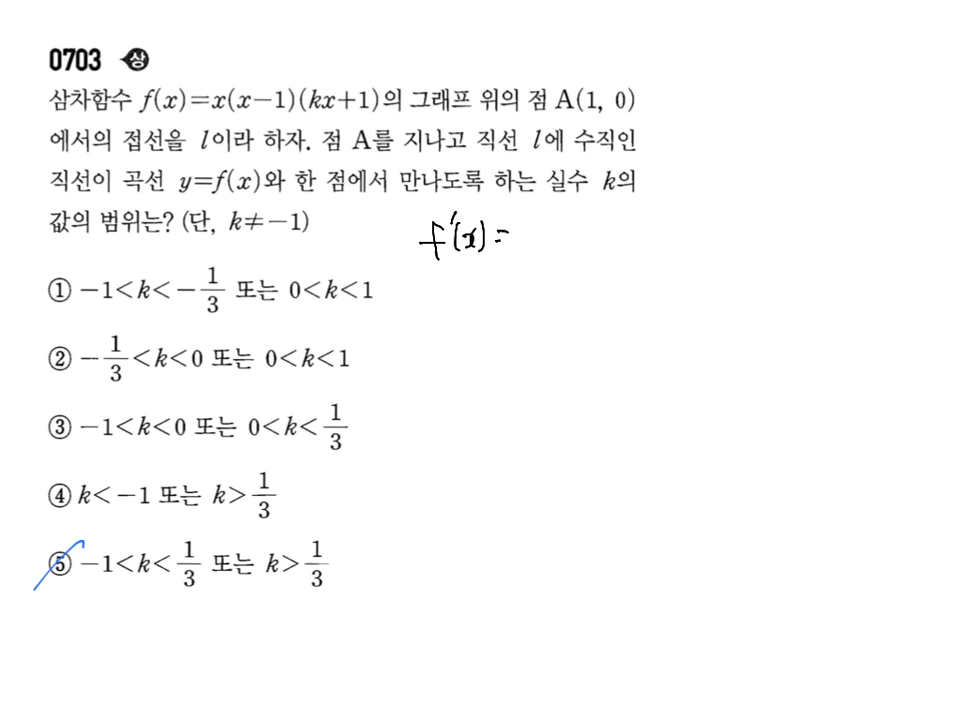 0703 상
삼차함수 f(x)=x(x−1)(kx+1)의 그래프 위의 점 A(1, 0)
에서의 접선을 l이라 하자. 점 A를 지나고 직선 l에 수직인
직선이 곡선 y=f(x)와 한 점에서 만나도록 하는 실수 k의
값의 범위는? (단, k≠−1)
f'(x)=
① −1<k<−1/3 또는 0<k<1
② −1/3<k<0 또는 0<k<1
③ −1<k<0 또는 0<k<1/3
④ k<−1 또는 k>1/3
⑤ −1<k<1/3 또는 k>1/3